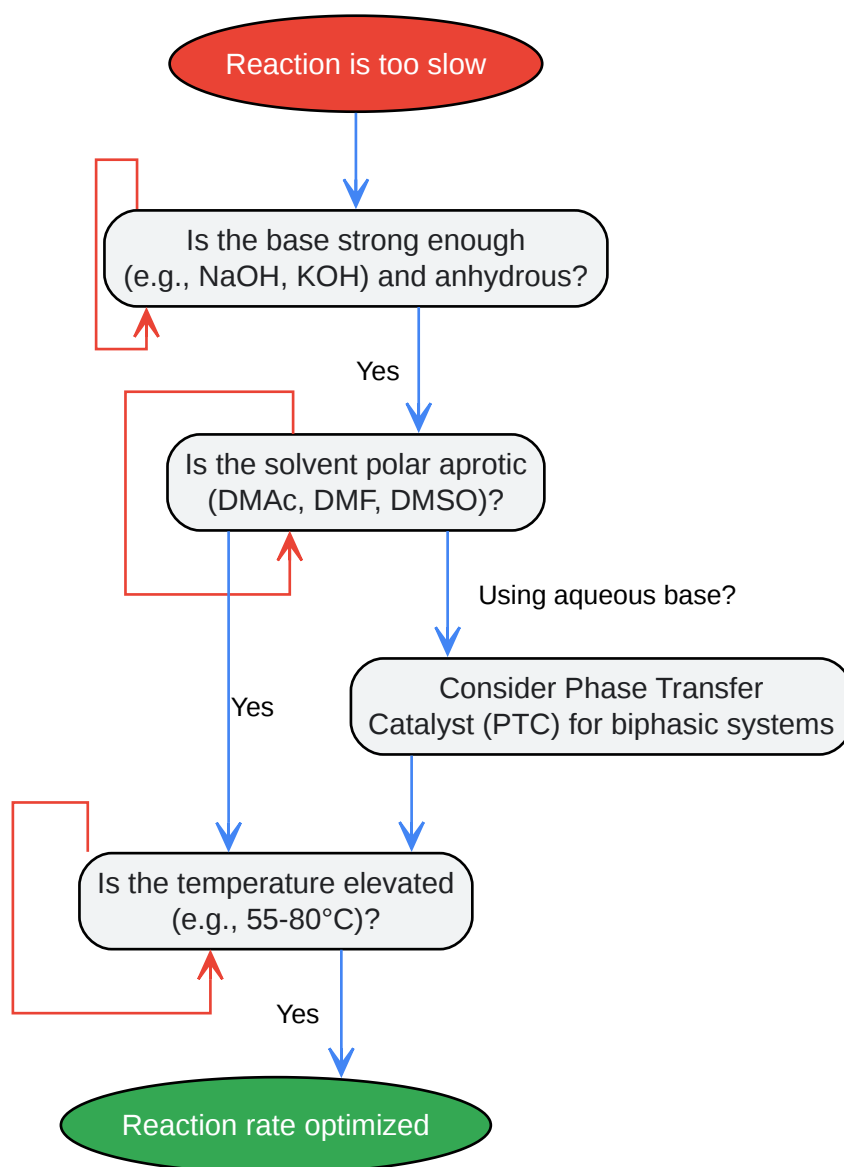 Reaction is too slow
Is the base strong enough
(e.g., NaOH, KOH) and anhydrous?
Yes
Is the solvent polar aprotic
(DMAc, DMF, DMSO)?
Using aqueous base?
Consider Phase Transfer
Catalyst (PTC) for biphasic systems
Yes
Is the temperature elevated
(e.g., 55-80°C)?
Yes
Reaction rate optimized